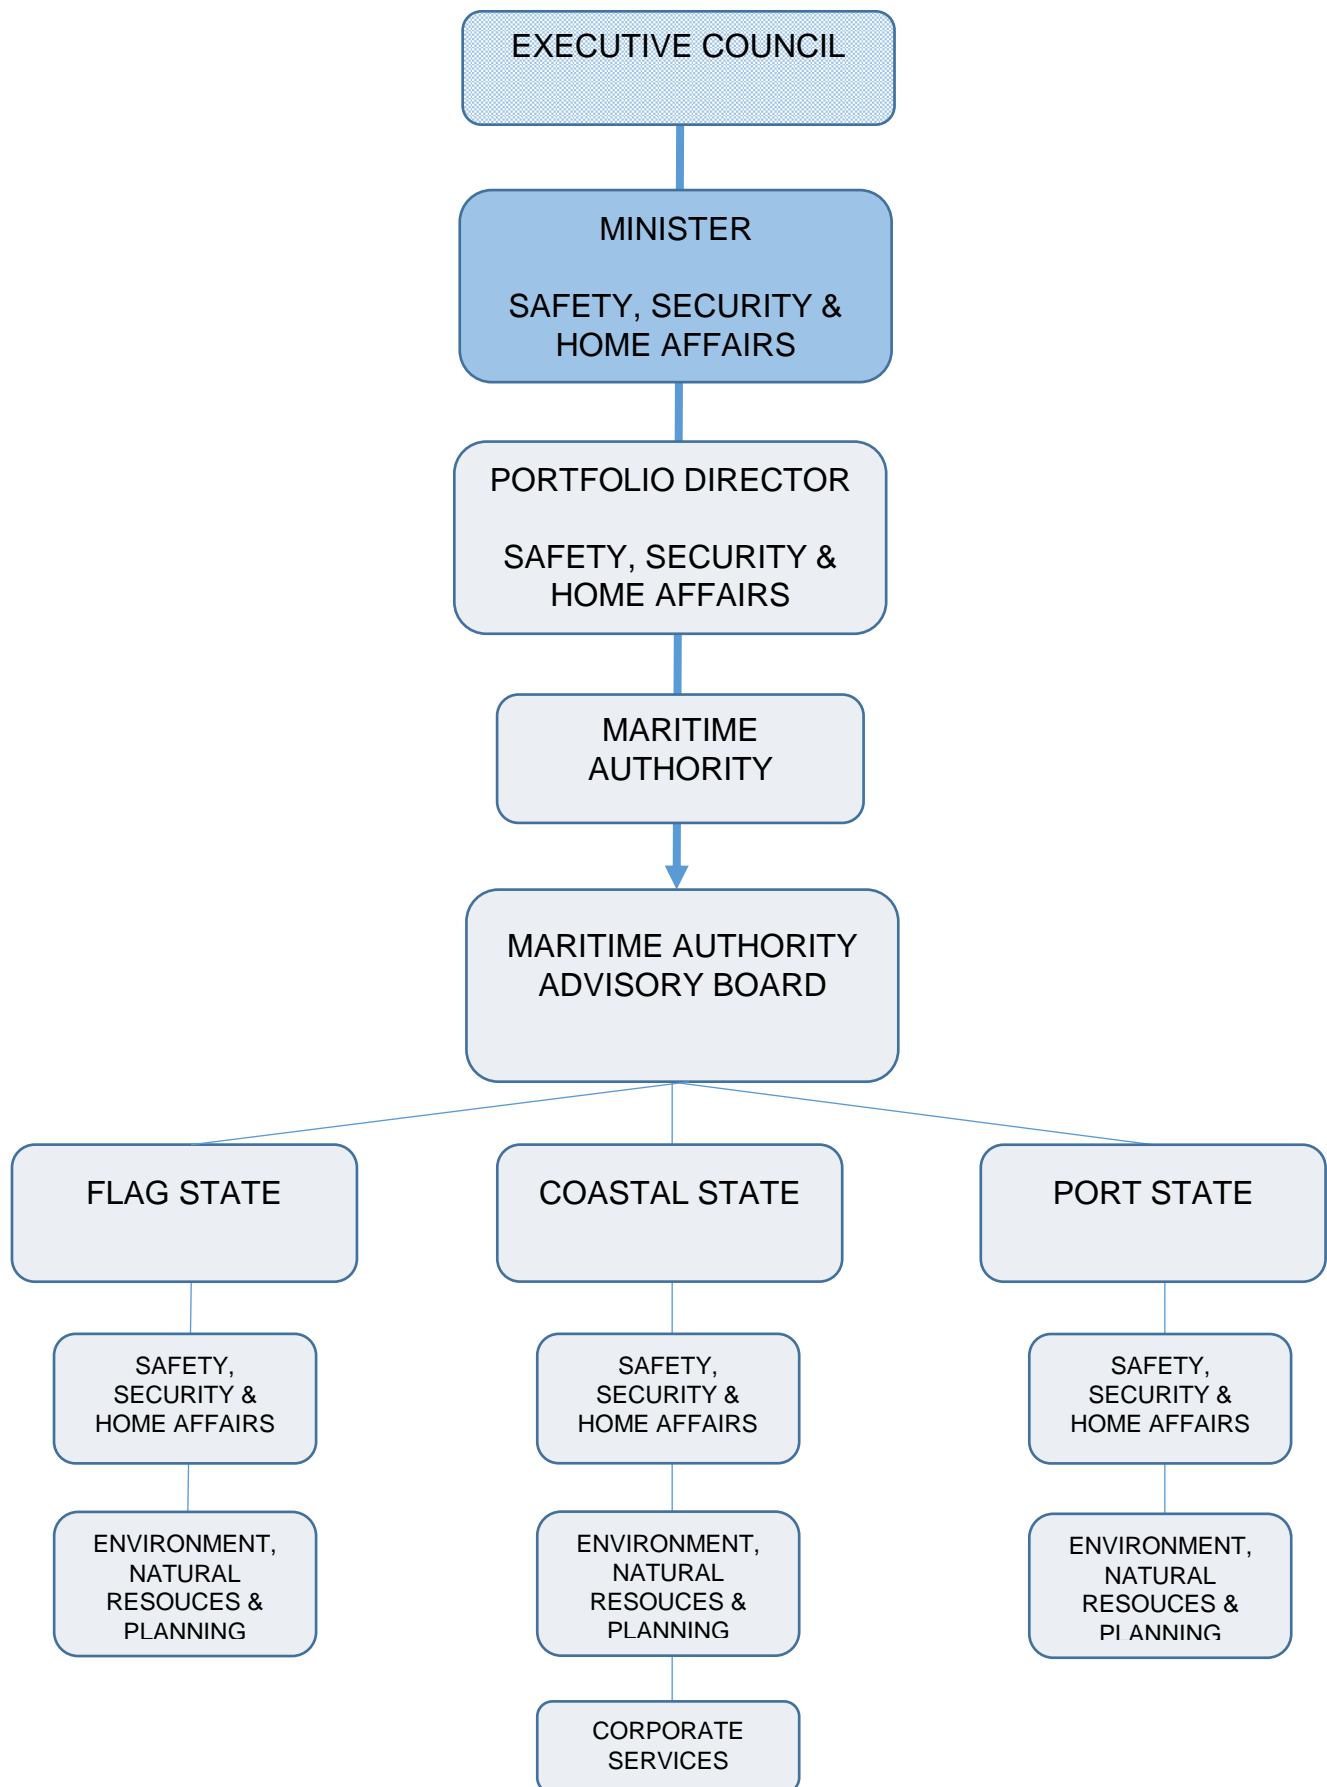 EXECUTIVE COUNCIL
MINISTER
SAFETY, SECURITY &
HOME AFFAIRS
PORTFOLIO DIRECTOR
SAFETY, SECURITY &
HOME AFFAIRS
MARITIME
AUTHORITY
MARITIME AUTHORITY
ADVISORY BOARD
FLAG STATE
COASTAL STATE
PORT STATE
SAFETY,
SECURITY &
HOME AFFAIRS
SAFETY,
SECURITY &
HOME AFFAIRS
SAFETY,
SECURITY &
HOME AFFAIRS
ENVIRONMENT,
NATURAL
RESOUCES &
PLANNING
ENVIRONMENT,
NATURAL
RESOUCES &
PLANNING
ENVIRONMENT,
NATURAL
RESOUCES &
PLANNING
CORPORATE
SERVICES